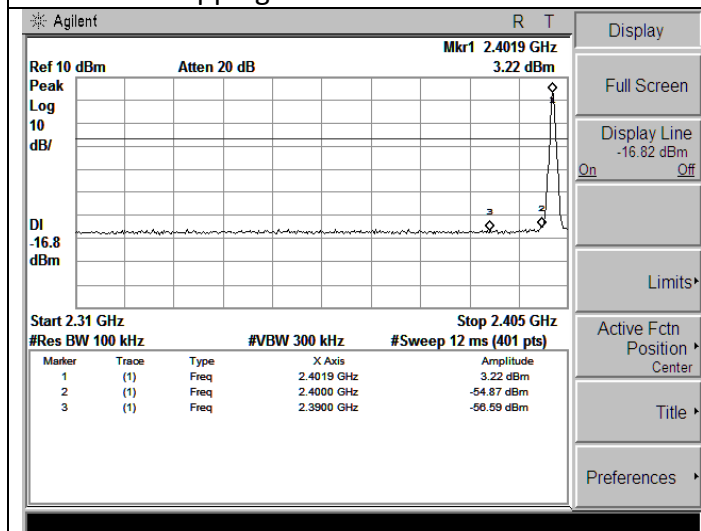 Agilent R T
Mkr1 2.4019 GHz
Ref 10 dBm Atten 20 dB 3.22 dBm
Peak
Log
10
dB/
1
3
2
DI
-16.8
dBm
Start 2.31 GHz Stop 2.405 GHz
#Res BW 100 kHz #VBW 300 kHz #Sweep 12 ms (401 pts)
Marker Trace Type X Axis Amplitude
1 (1) Freq 2.4019 GHz 3.22 dBm
2 (1) Freq 2.4000 GHz -54.87 dBm
3 (1) Freq 2.3900 GHz -56.59 dBm
Display
Full Screen
Display Line
-16.82 dBm
On Off
Limits
Active Fctn
Position
Center
Title
Preferences